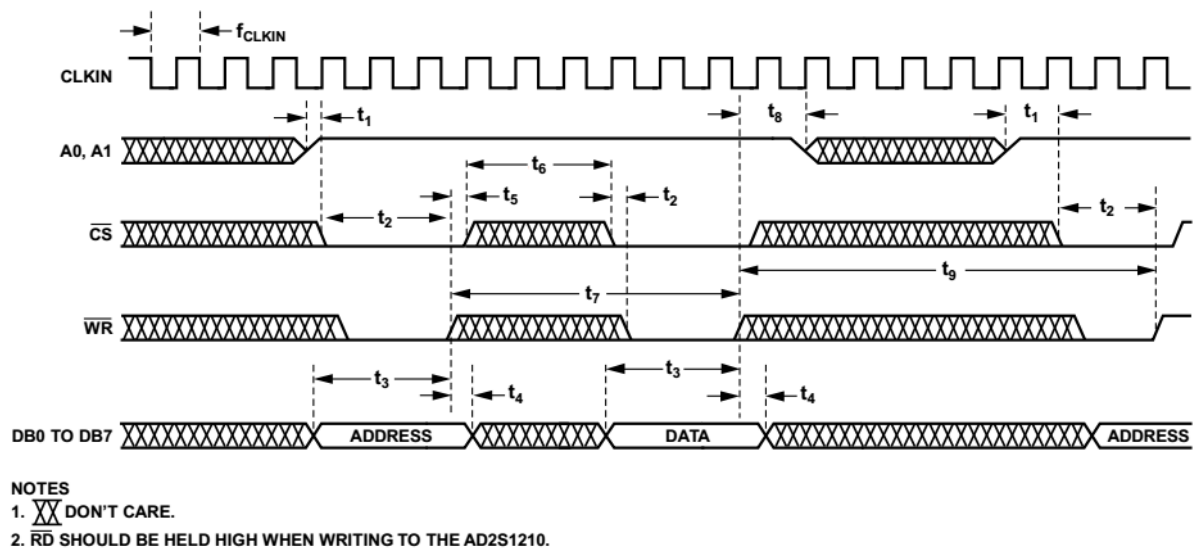 fCLKIN
CLKIN
t1
t8
t1
A0, A1
t6
t5
t2
t2
t2
CS
t9
t7
WR
t3
t4
t3
t4
DB0 TO DB7
ADDRESS
DATA
ADDRESS
NOTES
1. DON'T CARE.
2. RD SHOULD BE HELD HIGH WHEN WRITING TO THE AD2S1210.